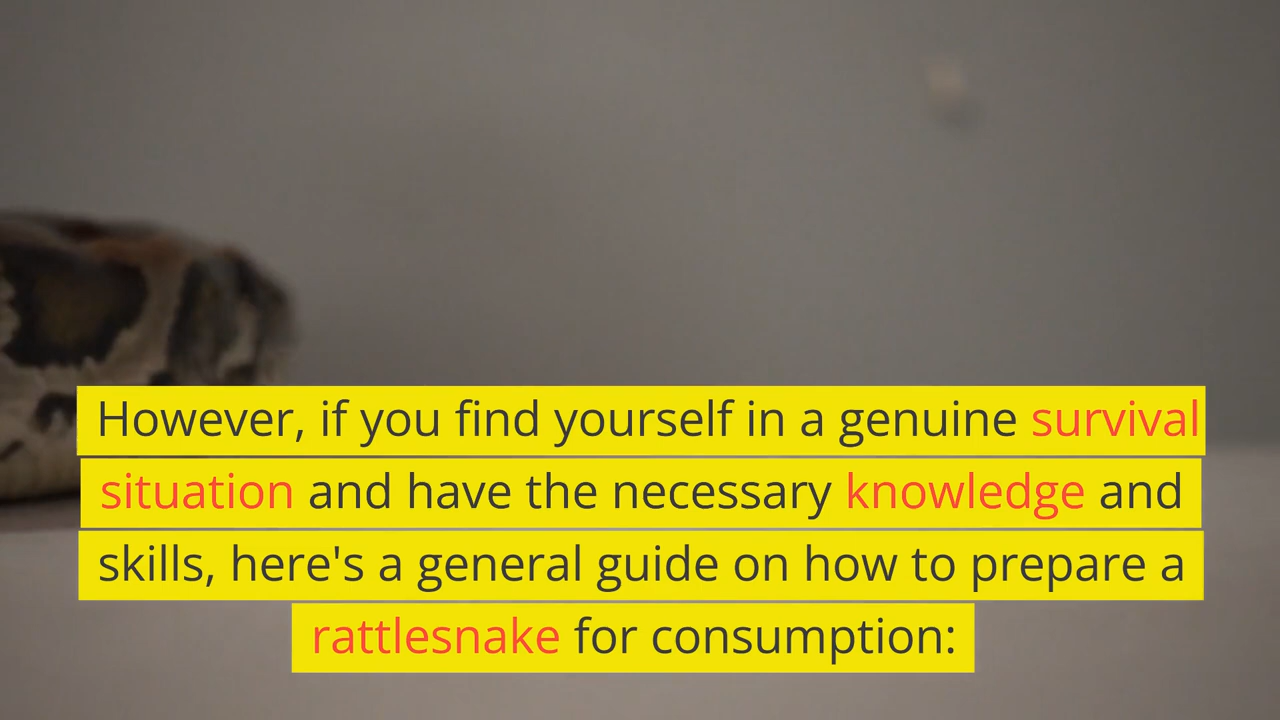 However, if you find yourself in a genuine survival
situation and have the necessary knowledge and
skills, here's a general guide on how to prepare a
rattlesnake for consumption: